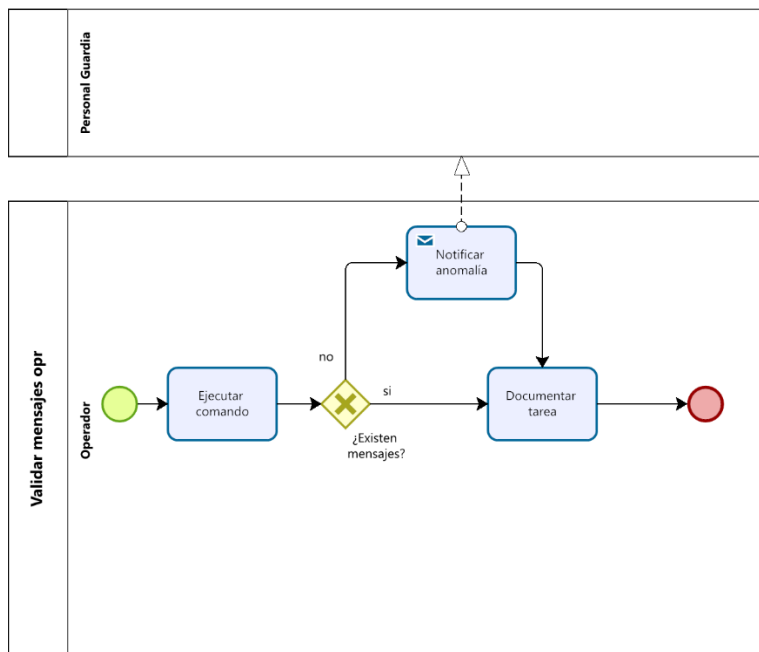 Personal Guardia
Validar mensajes opr
Operador
Notificar
anomalía
no
si
Ejecutar
comando
Documentar
tarea
¿Existen
mensajes?